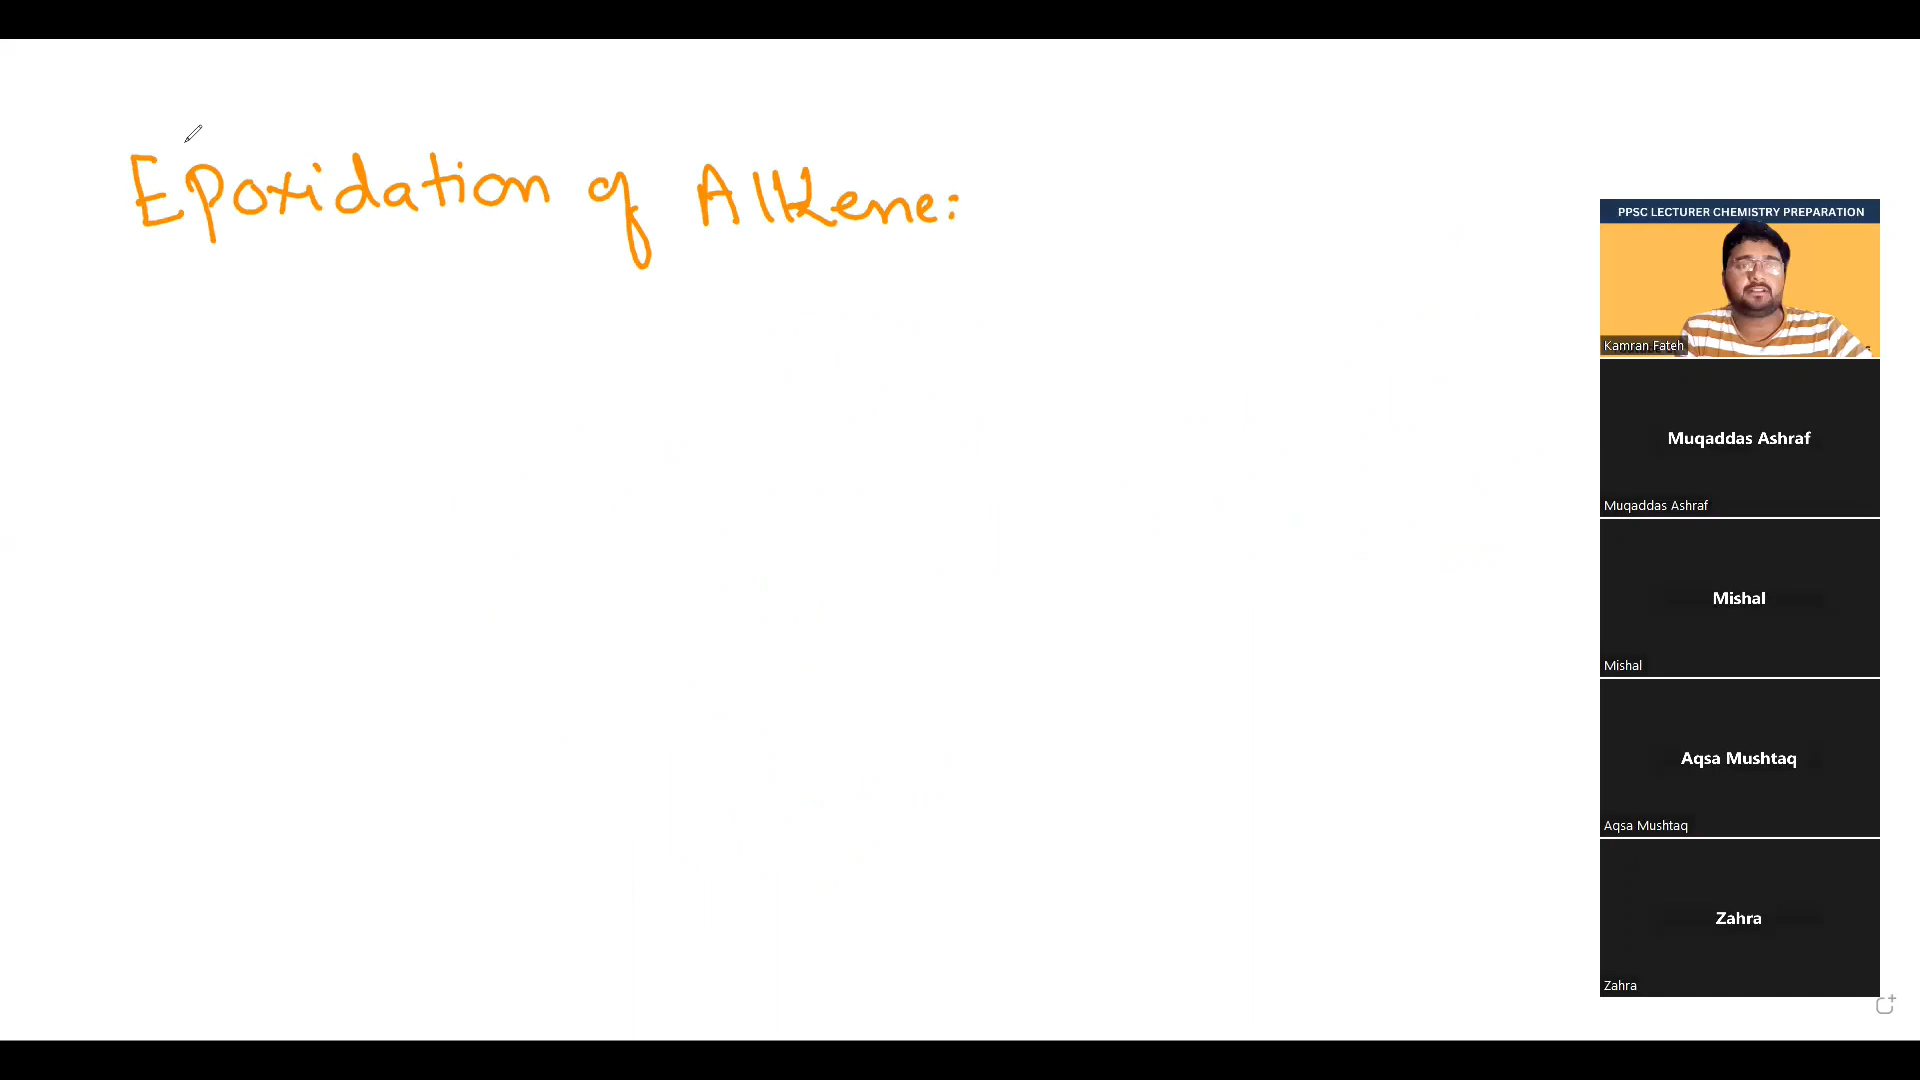 Epoxidation of Alkene:
PPSC LECTURER CHEMISTRY PREPARATION
Kamran Fateh
Muqaddas Ashraf
Muqaddas Ashraf
Mishal
Mishal
Aqsa Mushtaq
Aqsa Mushtaq
Zahra
Zahra